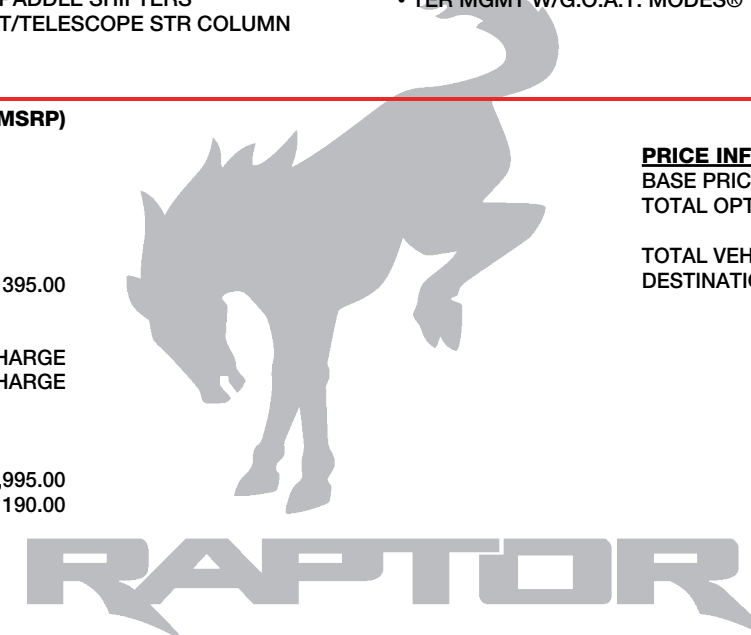 PADDLE SHIFTERS
T/TELESCOPE STR COLUMN
• TER MGMT W/G.O.A.T. MODES®
MSRP)
395.00
HARGE
HARGE
,995.00
190.00
PRICE INF
BASE PRIC
TOTAL OPT
TOTAL VEH
DESTINATIO
RAPTOR